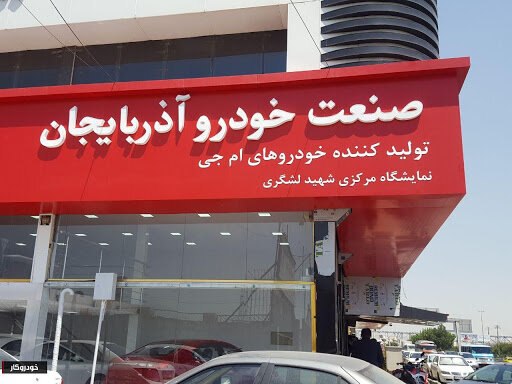 صنعت خودرو آذربایجان
تولید کننده خودروهای ام جی
نمایشگاه مرکزی شهید لشگری
خودروکار